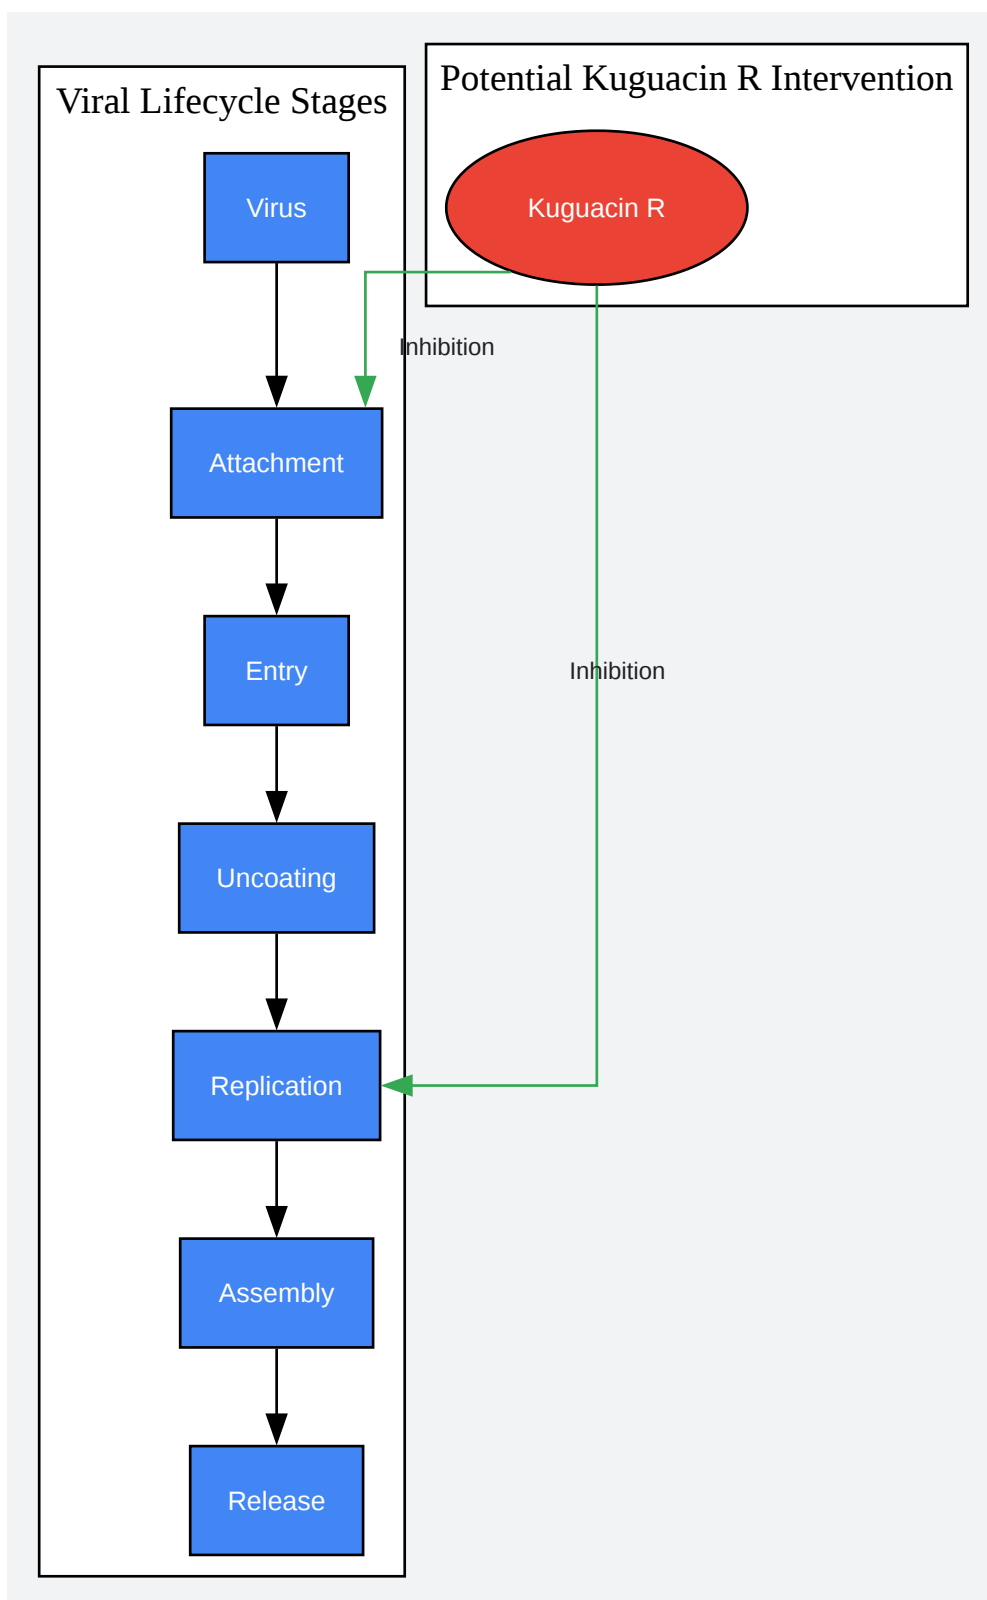 Potential Kuguacin R Intervention
Viral Lifecycle Stages
Virus
Kuguacin R
Inhibition
Attachment
Entry
Inhibition
Uncoating
Replication
Assembly
Release